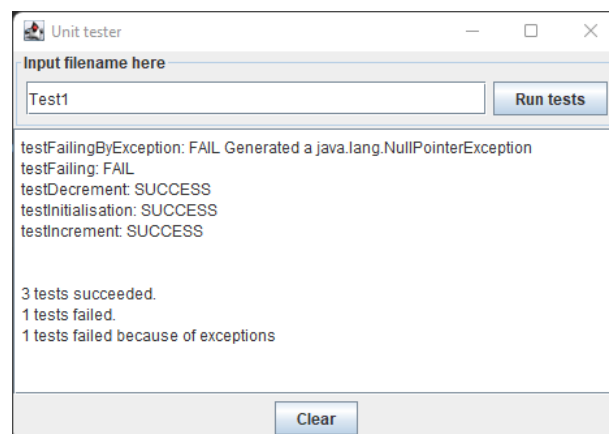 Unit tester
Input filename here
Test1
Run tests
testFailingByException: FAIL Generated a java.lang.NullPointerException
testFailing: FAIL
testDecrement: SUCCESS
testInitialisation: SUCCESS
testIncrement: SUCCESS
3 tests succeeded.
1 tests failed.
1 tests failed because of exceptions
Clear